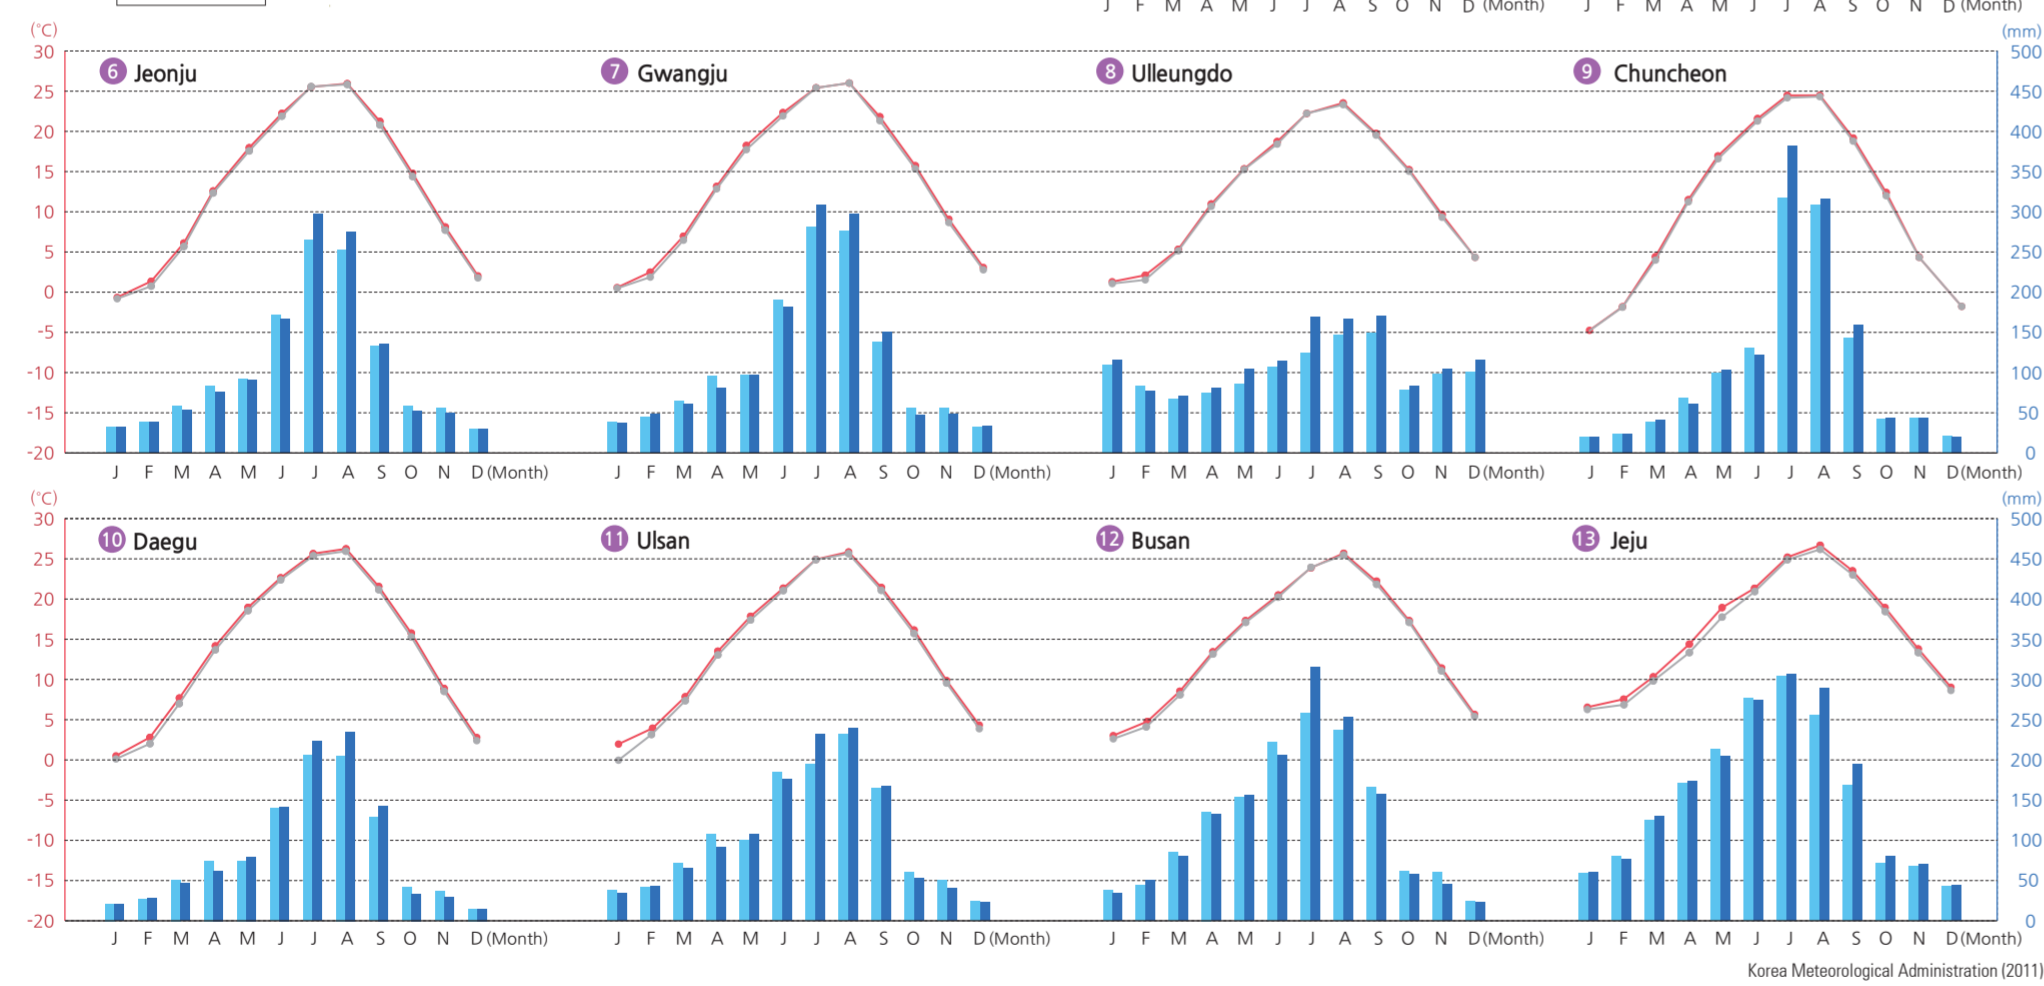 J F M A M J J A S O N D (Month) J F M A M J J A S O N D (Month)
(°C) (mm)
30 500
25 450
20 400
15 350
10 300
5 250
0 200
-5 150
-10 100
-15 50
-20 0
6 Jeonju
7 Gwangju
8 Ulleungdo
9 Chuncheon
J F M A M J J A S O N D (Month) J F M A M J J A S O N D (Month) J F M A M J J A S O N D (Month) J F M A M J J A S O N D (Month)
(°C) (mm)
30 500
25 450
20 400
15 350
10 300
5 250
0 200
-5 150
-10 100
-15 50
-20 0
10 Daegu
11 Ulsan
12 Busan
13 Jeju
J F M A M J J A S O N D (Month) J F M A M J J A S O N D (Month) J F M A M J J A S O N D (Month) J F M A M J J A S O N D (Month)
Korea Meteorological Administration (2011)